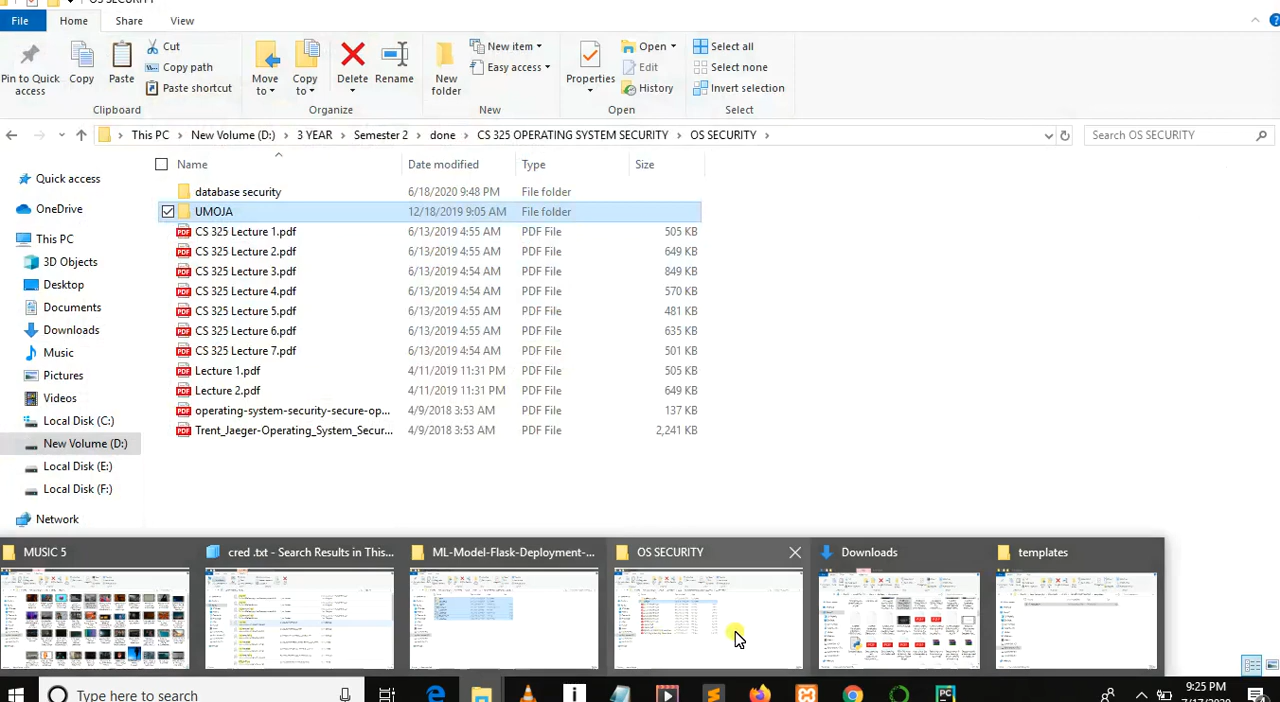 OS SECURITY
File Home Share View
Pin to Quick access
Copy
Paste
Cut
Copy path
Paste shortcut
Clipboard
Move to
Copy to
Delete
Rename
Organize
New folder
New item
Easy access
New
Properties
Open
Edit
History
Open
Select all
Select none
Invert selection
Select
This PC New Volume (D:) 3 YEAR Semester 2 done CS 325 OPERATING SYSTEM SECURITY OS SECURITY
Search OS SECURITY
Name Date modified Type Size
Quick access
OneDrive
This PC
3D Objects
Desktop
Documents
Downloads
Music
Pictures
Videos
Local Disk (C:)
New Volume (D:)
Local Disk (E:)
Local Disk (F:)
Network
database security 6/18/2020 9:48 PM File folder
UMOJA 12/18/2019 9:05 AM File folder
CS 325 Lecture 1.pdf 6/13/2019 4:55 AM PDF File 505 KB
CS 325 Lecture 2.pdf 6/13/2019 4:55 AM PDF File 649 KB
CS 325 Lecture 3.pdf 6/13/2019 4:54 AM PDF File 849 KB
CS 325 Lecture 4.pdf 6/13/2019 4:54 AM PDF File 570 KB
CS 325 Lecture 5.pdf 6/13/2019 4:55 AM PDF File 481 KB
CS 325 Lecture 6.pdf 6/13/2019 4:55 AM PDF File 635 KB
CS 325 Lecture 7.pdf 6/13/2019 4:54 AM PDF File 501 KB
Lecture 1.pdf 4/11/2019 11:31 PM PDF File 505 KB
Lecture 2.pdf 4/11/2019 11:31 PM PDF File 649 KB
operating-system-security-secure-op... 4/9/2018 3:53 AM PDF File 137 KB
Trent_Jaeger-Operating_System_Secur... 4/9/2018 3:53 AM PDF File 2,241 KB
MUSIC 5
cred .txt - Search Results in This...
ML-Model-Flask-Deployment-...
OS SECURITY
Downloads
templates
Type here to search
9:25 PM
7/17/2020